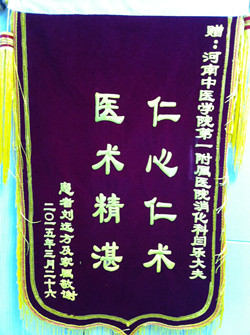 赠：河南中医学院第一附属医院消化科闫大夫
仁心仁术
医术精湛
患者刘远方及家属敬谢
二〇一五年三月二十六